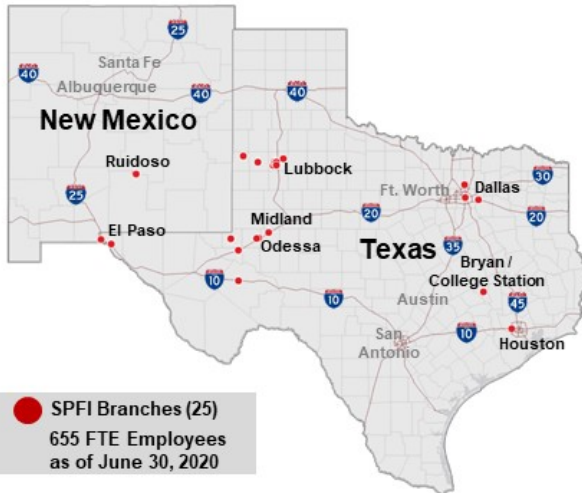 25
Santa Fe
40
Albuquerque
40
40
New Mexico
Ruidoso
Lubbock
30
Ft. Worth
Dallas
25
20
20
Midland
El Paso
Odessa
Texas
35
Bryan /
College Station
10
10
Austin
45
10
San
Antonio
Houston
SPFI Branches (25)
655 FTE Employees
as of June 30, 2020